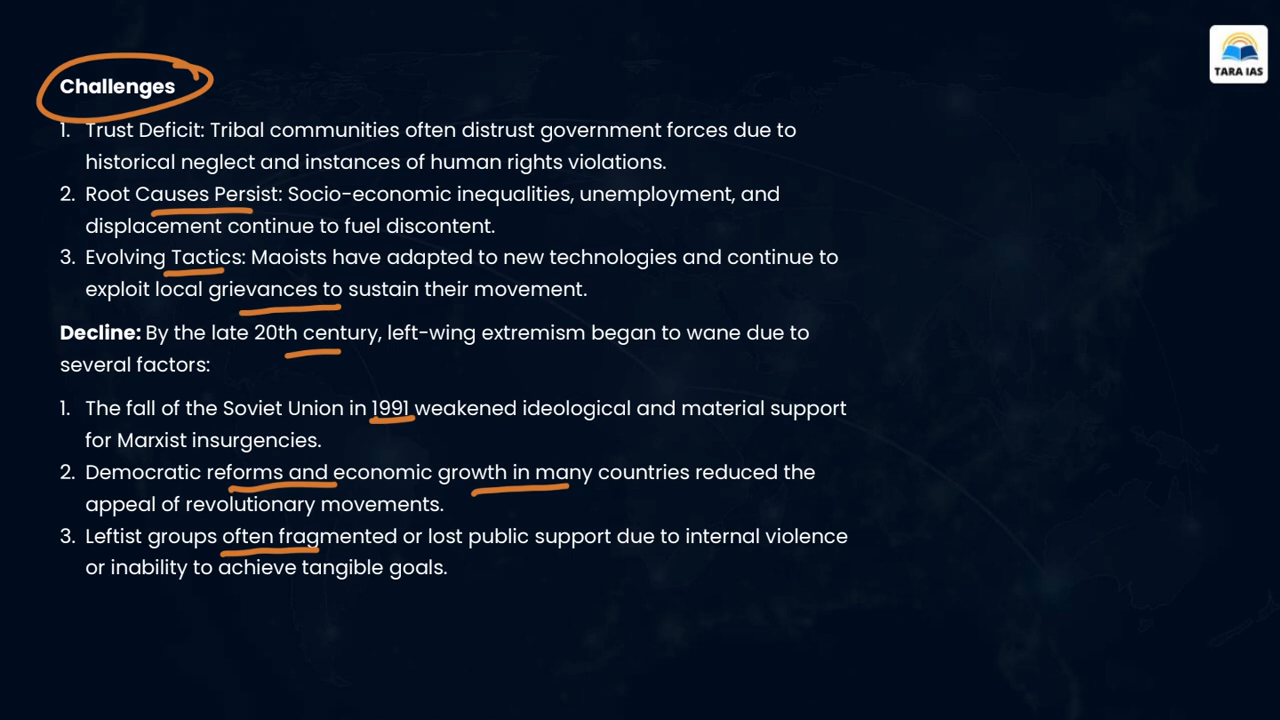 TARA IAS
Challenges
1. Trust Deficit: Tribal communities often distrust government forces due to
historical neglect and instances of human rights violations.
2. Root Causes Persist: Socio-economic inequalities, unemployment, and
displacement continue to fuel discontent.
3. Evolving Tactics: Maoists have adapted to new technologies and continue to
exploit local grievances to sustain their movement.
Decline: By the late 20th century, left-wing extremism began to wane due to
several factors:
1. The fall of the Soviet Union in 1991 weakened ideological and material support
for Marxist insurgencies.
2. Democratic reforms and economic growth in many countries reduced the
appeal of revolutionary movements.
3. Leftist groups often fragmented or lost public support due to internal violence
or inability to achieve tangible goals.